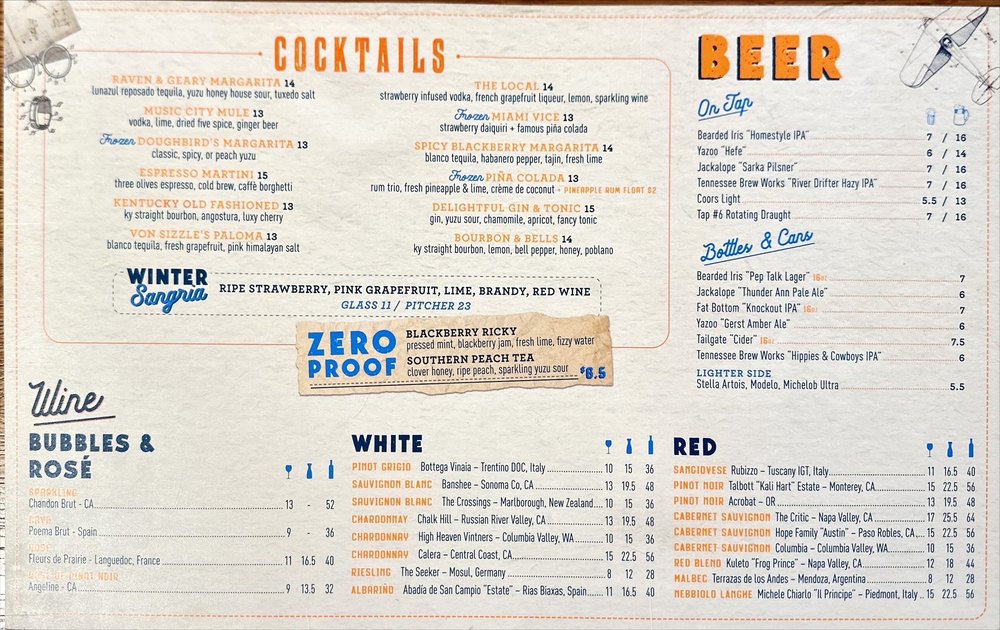 COCKTAILS
RAVEN & GEARY MARGARITA 14
lunazul reposado tequila, yuzu honey house sour, tuxedo salt
MUSIC CITY MULE 13
vodka, lime, dried five spice, ginger beer
Frozen DOUGHBIRD'S MARGARITA 13
classic, spicy, or peach yuzu
ESPRESSO MARTINI 15
three olives espresso, cold brew, caffè borghetti
KENTUCKY OLD FASHIONED 13
ky straight bourbon, angostura, luxy cherry
VON SIZZLE'S PALOMA 13
blanco tequila, fresh grapefruit, pink himalayan salt
THE LOCAL 14
strawberry infused vodka, french grapefruit liqueur, lemon, sparkling wine
Frozen MIAMI VICE 13
strawberry daiquiri + famous piña colada
SPICY BLACKBERRY MARGARITA 14
blanco tequila, habanero pepper, tajin, fresh lime
Frozen PIÑA COLADA 13
rum trio, fresh pineapple & lime, crème de coconut - PINEAPPLE RUM FLOAT $2
DELIGHTFUL GIN & TONIC 15
gin, yuzu sour, chamomile, apricot, fancy tonic
BOURBON & BELLS 14
ky straight bourbon, lemon, bell pepper, honey, poblano
WINTER
Sangria
RIPE STRAWBERRY, PINK GRAPEFRUIT, LIME, BRANDY, RED WINE
GLASS 11 / PITCHER 23
ZERO
PROOF
BLACKBERRY RICKY
pressed mint, blackberry jam, fresh lime, fizzy water
SOUTHERN PEACH TEA
clover honey, ripe peach, sparkling yuzu sour
$6.5
BEER
On Tap
Bearded Iris "Homestyle IPA" 7 / 16
Yazoo "Hefe" 6 / 14
Jackalope "Sarka Pilsner" 7 / 16
Tennessee Brew Works "River Drifter Hazy IPA" 7 / 16
Coors Light 5.5 / 13
Tap #6 Rotating Draught 7 / 16
Bottles & Cans
Bearded Iris "Pep Talk Lager" 16oz 7
Jackalope "Thunder Ann Pale Ale" 6
Fat Bottom "Knockout IPA" 16oz 7
Yazoo "Gerst Amber Ale" 6
Tailgate "Cider" 16oz 7.5
Tennessee Brew Works "Hippies & Cowboys IPA" 6
LIGHTER SIDE
Stella Artois, Modelo, Michelob Ultra 5.5
Wine
BUBBLES &
ROSÉ
SPARKLING
Chandon Brut - CA 13 - 52
CAVA
Poema Brut - Spain 9 - 36
ROSÉ
Fleurs de Prairie - Languedoc, France 11 16.5 40
ROSÉ OF PINOT NOIR
Angeline - CA 9 13.5 32
WHITE
PINOT GRIGIO Bottega Vinaia – Trentino DOC, Italy 10 15 36
SAUVIGNON BLANC Banshee – Sonoma Co, CA 13 19.5 48
SAUVIGNON BLANC The Crossings – Marlborough, New Zealand 10 15 36
CHARDONNAY Chalk Hill – Russian River Valley, CA 13 19.5 48
CHARDONNAY High Heaven Vintners – Columbia Valley, WA 10 15 36
CHARDONNAY Calera – Central Coast, CA 15 22.5 56
RIESLING The Seeker – Mosul, Germany 8 12 28
ALBARIÑO Abadía de San Campio "Estate" – Rias Biaxas, Spain 11 16.5 40
RED
SANGIOVESE Rubizzo – Tuscany IGT, Italy 11 16.5 40
PINOT NOIR Talbott "Kali Hart" Estate – Monterey, CA 15 22.5 56
PINOT NOIR Acrobat – OR 13 19.5 48
CABERNET SAUVIGNON The Critic – Napa Valley, CA 17 25.5 64
CABERNET SAUVIGNON Hope Family "Austin" – Paso Robles, CA 15 22.5 56
CABERNET SAUVIGNON Columbia – Columbia Valley, WA 10 15 36
RED BLEND Kuleto "Frog Prince" – Napa Valley, CA 12 18 44
MALBEC Terrazas de los Andes – Mendoza, Argentina 8 12 28
NEBBIOLO LANGHE Michele Chiarlo "Il Principe" – Piedmont, Italy 15 22.5 56